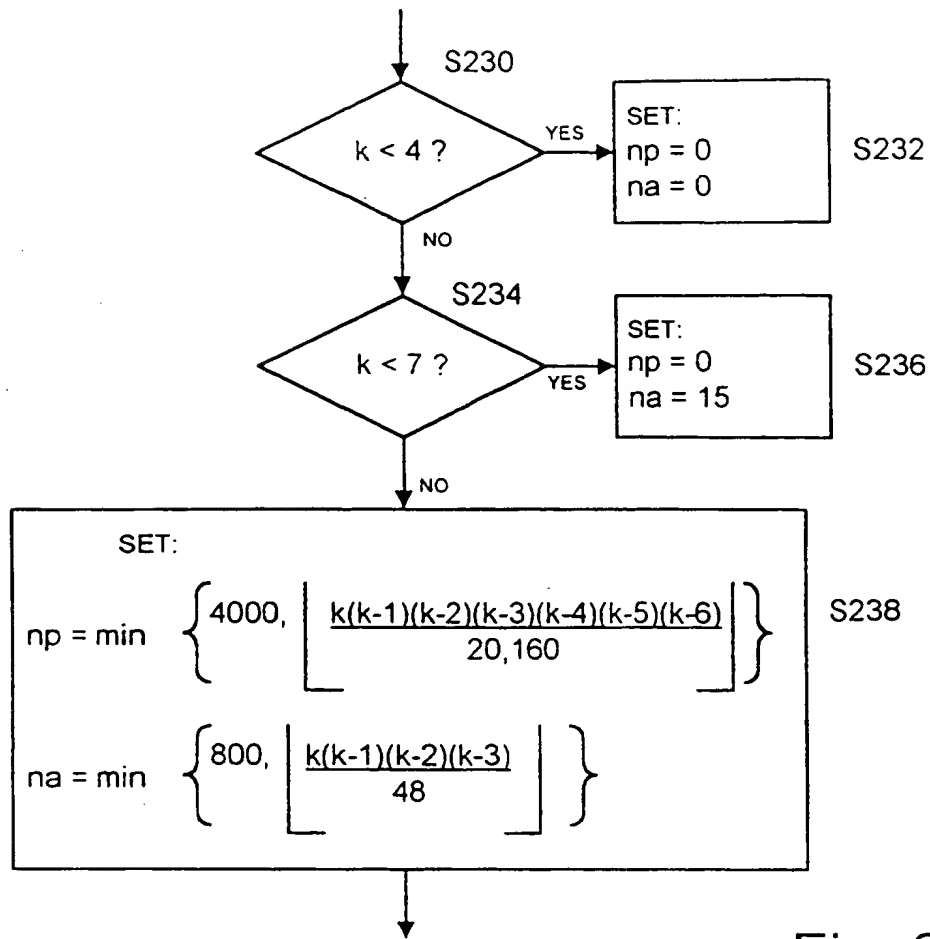 S230
k < 4 ?
YES
SET:
np = 0
na = 0
S232
NO
S234
k < 7 ?
YES
SET:
np = 0
na = 15
S236
NO
SET:
np = min { 4000, ⌊ k(k-1)(k-2)(k-3)(k-4)(k-5)(k-6)
20,160 ⌋ }
S238
na = min { 800, ⌊ k(k-1)(k-2)(k-3)
48 ⌋ }